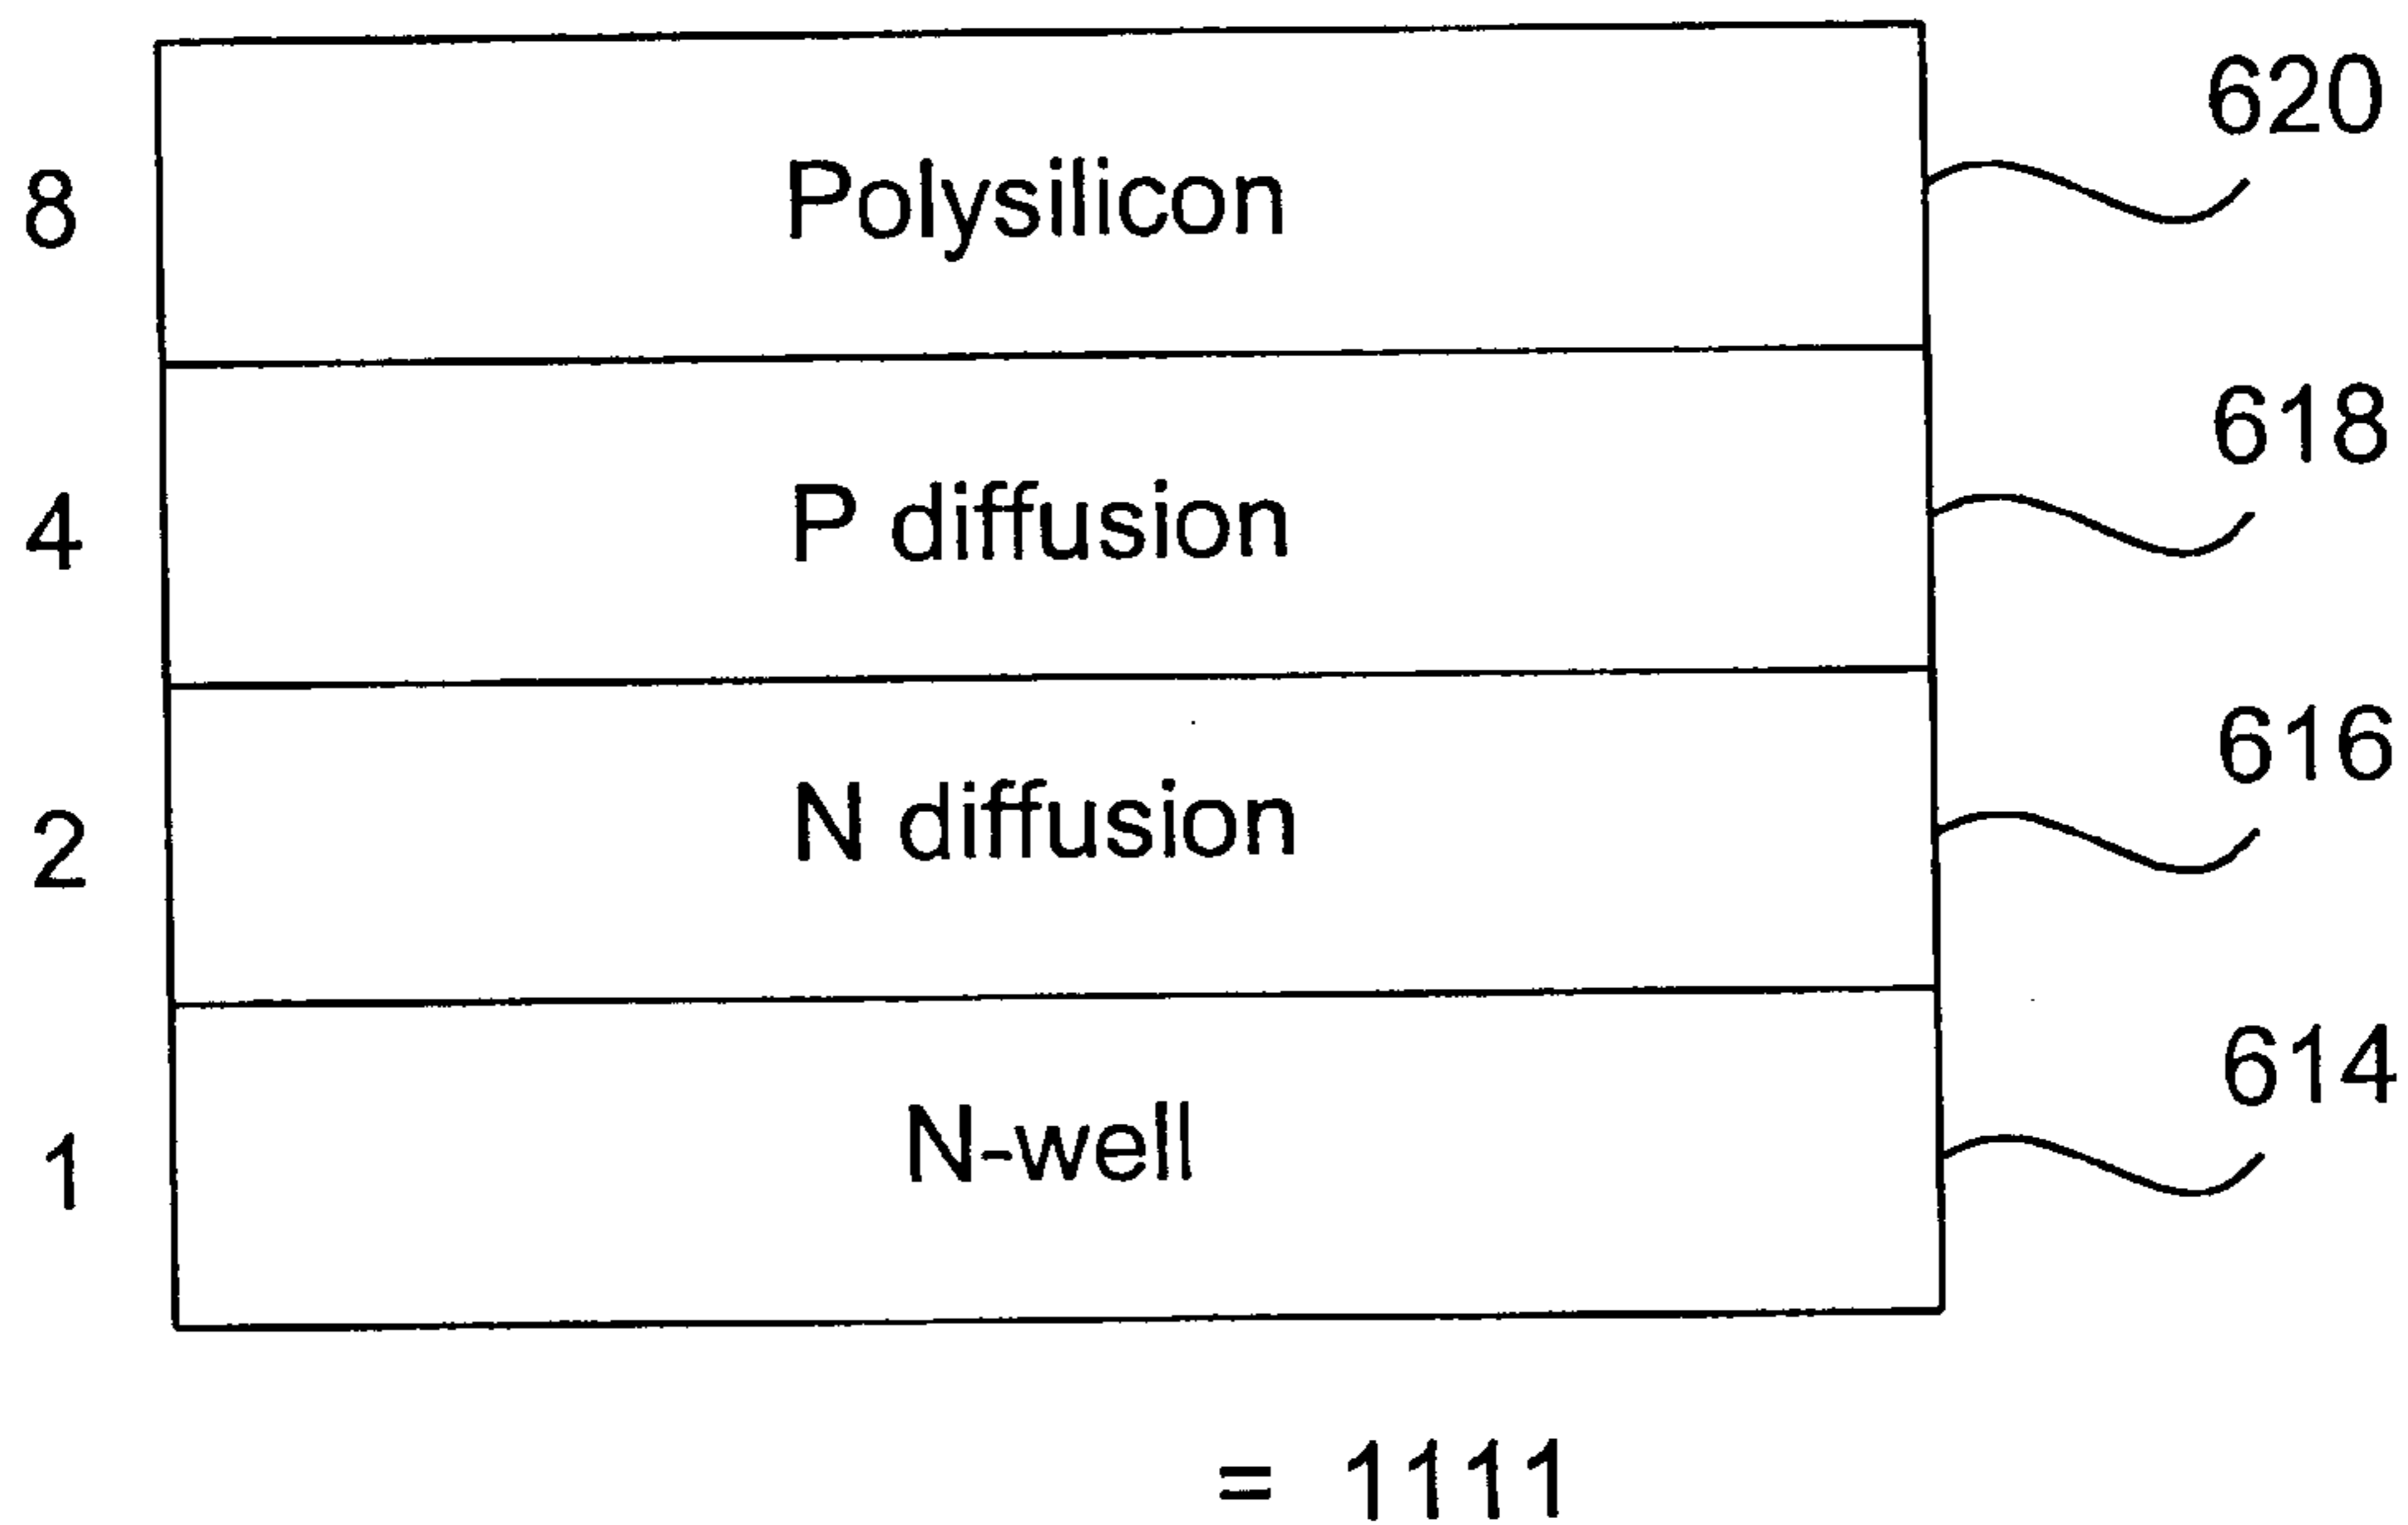 620
8 Polysilicon
618
4 P diffusion
616
2 N diffusion
614
1 N-well
= 1111